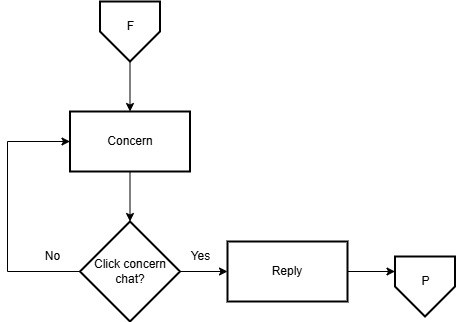 F
Concern
No
Click concern
chat?
Yes
Reply
P